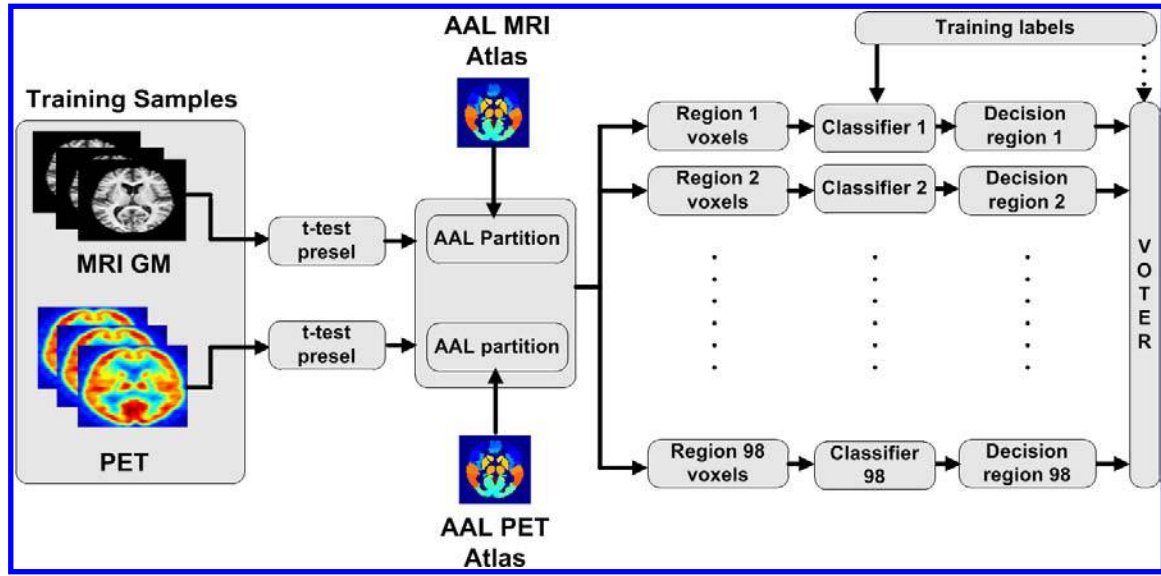 Training Samples
MRI GM
PET
t-test
presel
t-test
presel
AAL MRI
Atlas
AAL Partition
AAL partition
AAL PET
Atlas
Training labels
Region 1
voxels
Classifier 1
Decision
region 1
Region 2
voxels
Classifier 2
Decision
region 2
Region 98
voxels
Classifier
98
Decision
region 98
VOTER